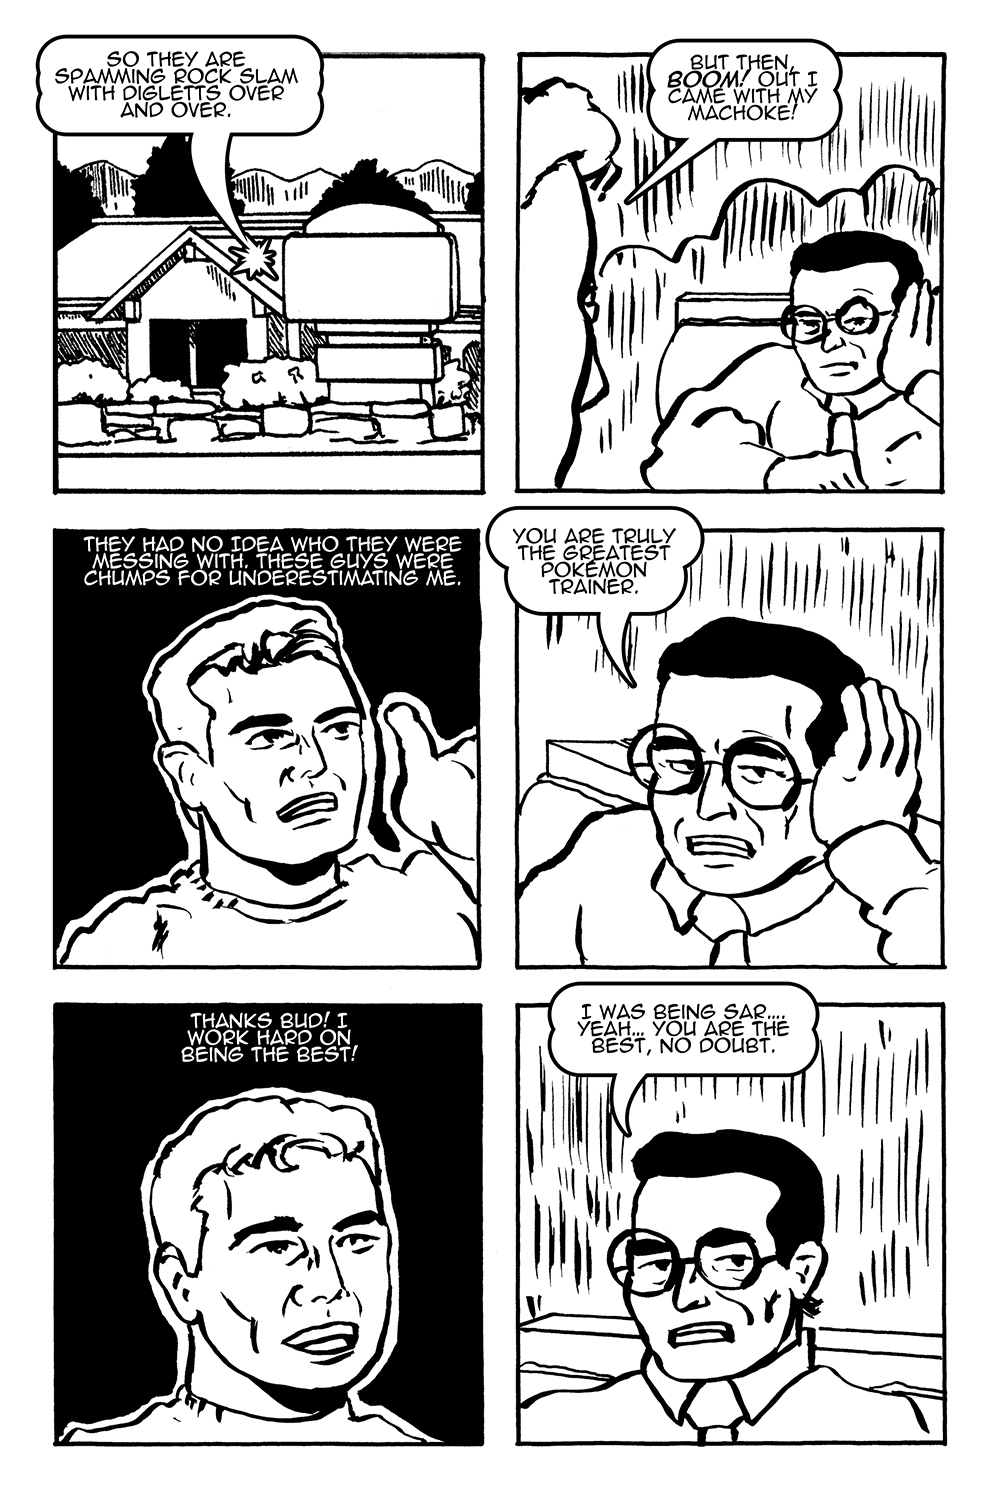 SO THEY ARE
SPAMMING ROCK SLAM
WITH DIGLETTS OVER
AND OVER.
BUT THEN,
BOOM! OUT I
CAME WITH MY
MACHOKE!
THEY HAD NO IDEA WHO THEY WERE
MESSING WITH. THESE GUYS WERE
CHUMPS FOR UNDERESTIMATING ME.
YOU ARE TRULY
THE GREATEST
POKEMON
TRAINER.
THANKS BUD! I
WORK HARD ON
BEING THE BEST!
I WAS BEING SAR....
YEAH... YOU ARE THE
BEST, NO DOUBT.